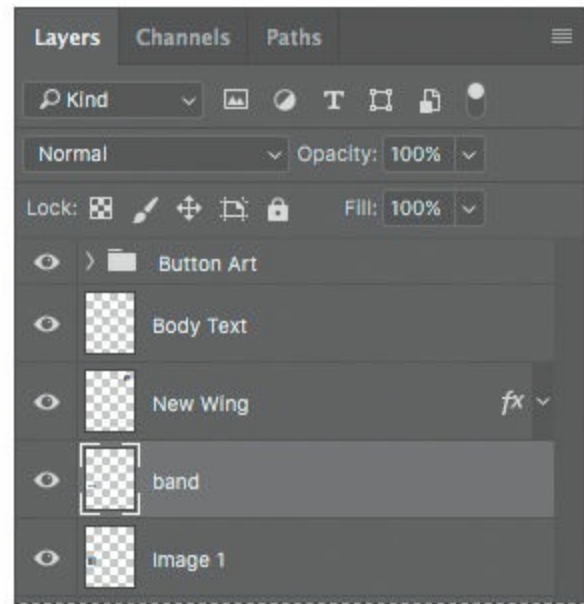 Layers Channels Paths
Kind T
Normal Opacity: 100%
Lock: Fill: 100%
Button Art
Body Text
New Wing fx
band
Image 1